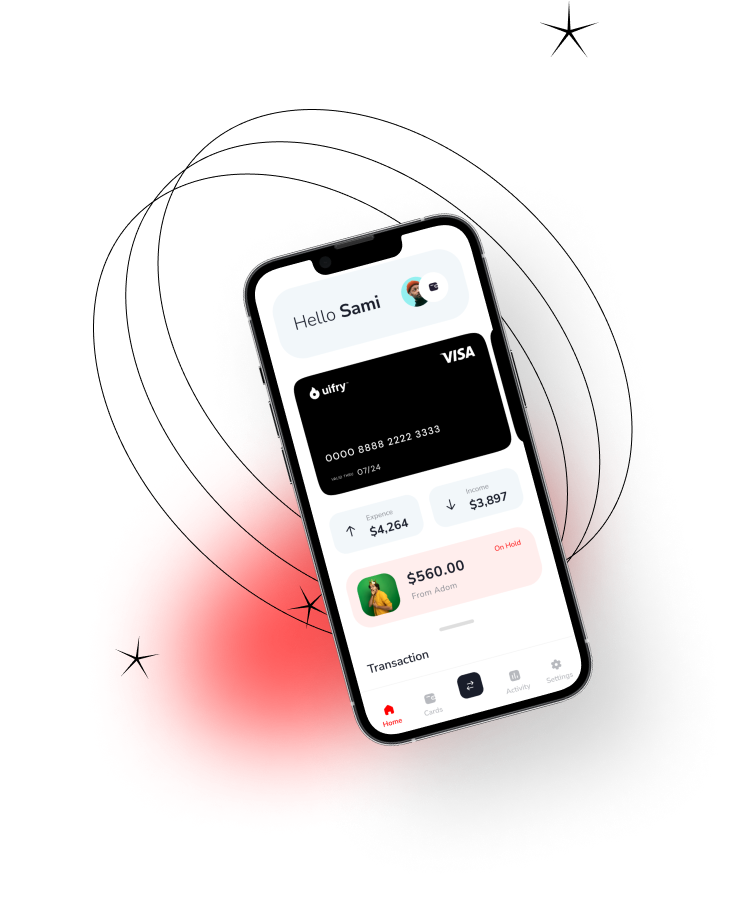 Hello Sami
ulfry
VISA
0000 8888 2222 3333
VALID THRU 07/24
Expence
$4,264
Income
$3,897
On Hold
$560.00
From Adom
Transaction
Home
Cards
Activity
Settings